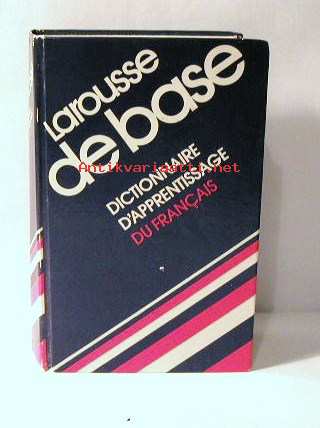 Larousse
de base
DICTIONNAIRE
D'APPRENTISSAGE
DU FRANÇAIS
Antikvariaatti.net